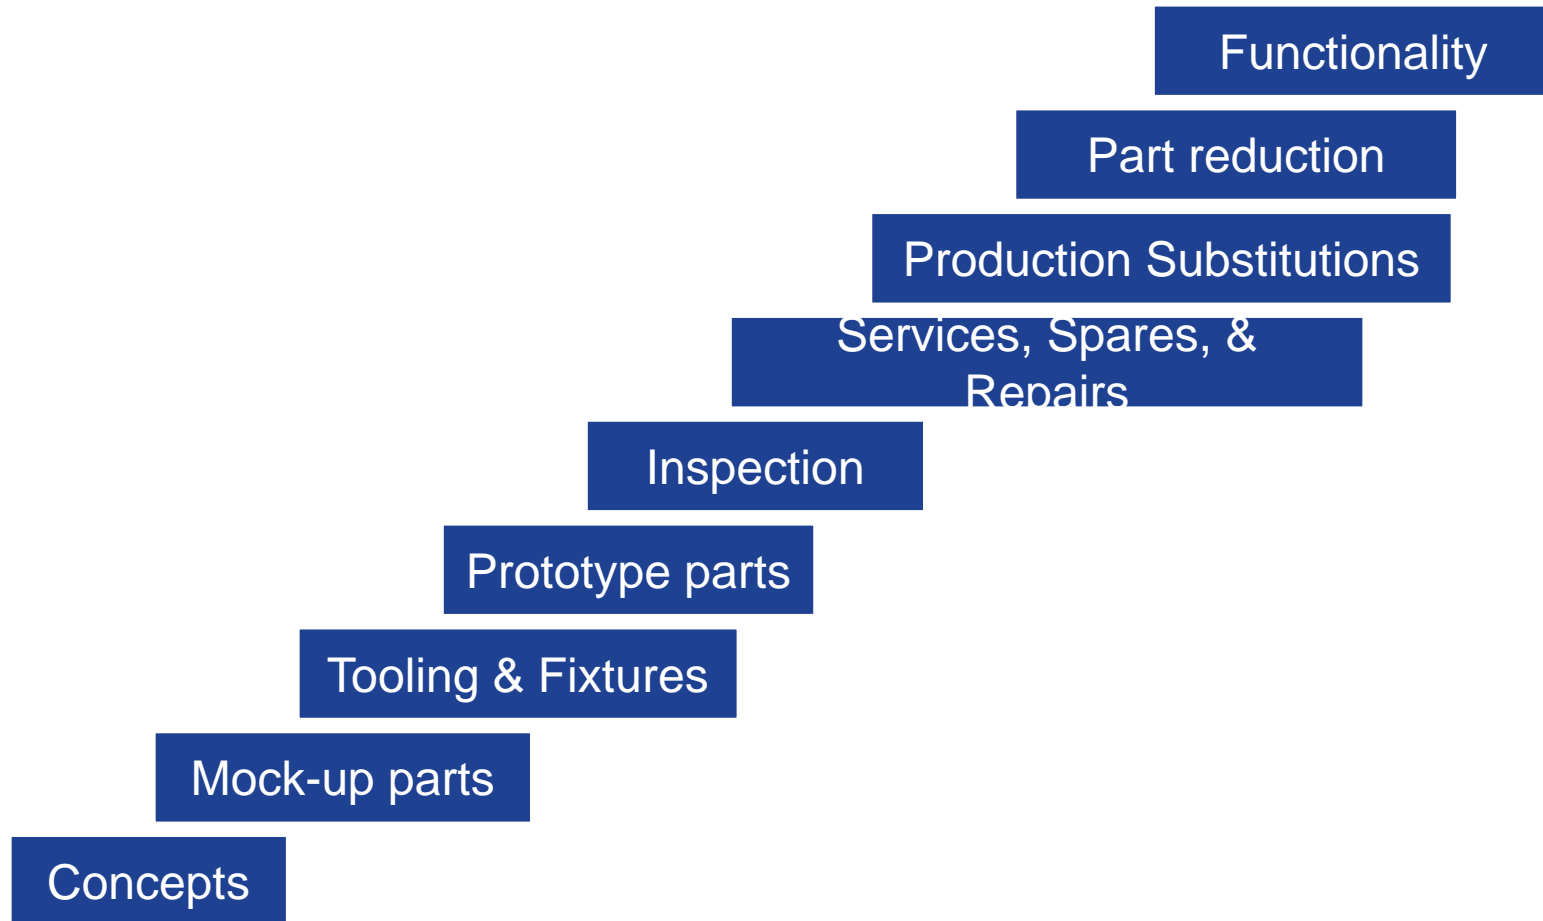 Functionality
Part reduction
Production Substitutions
Services, Spares, &
Repairs
Inspection
Prototype parts
Tooling & Fixtures
Mock-up parts
Concepts